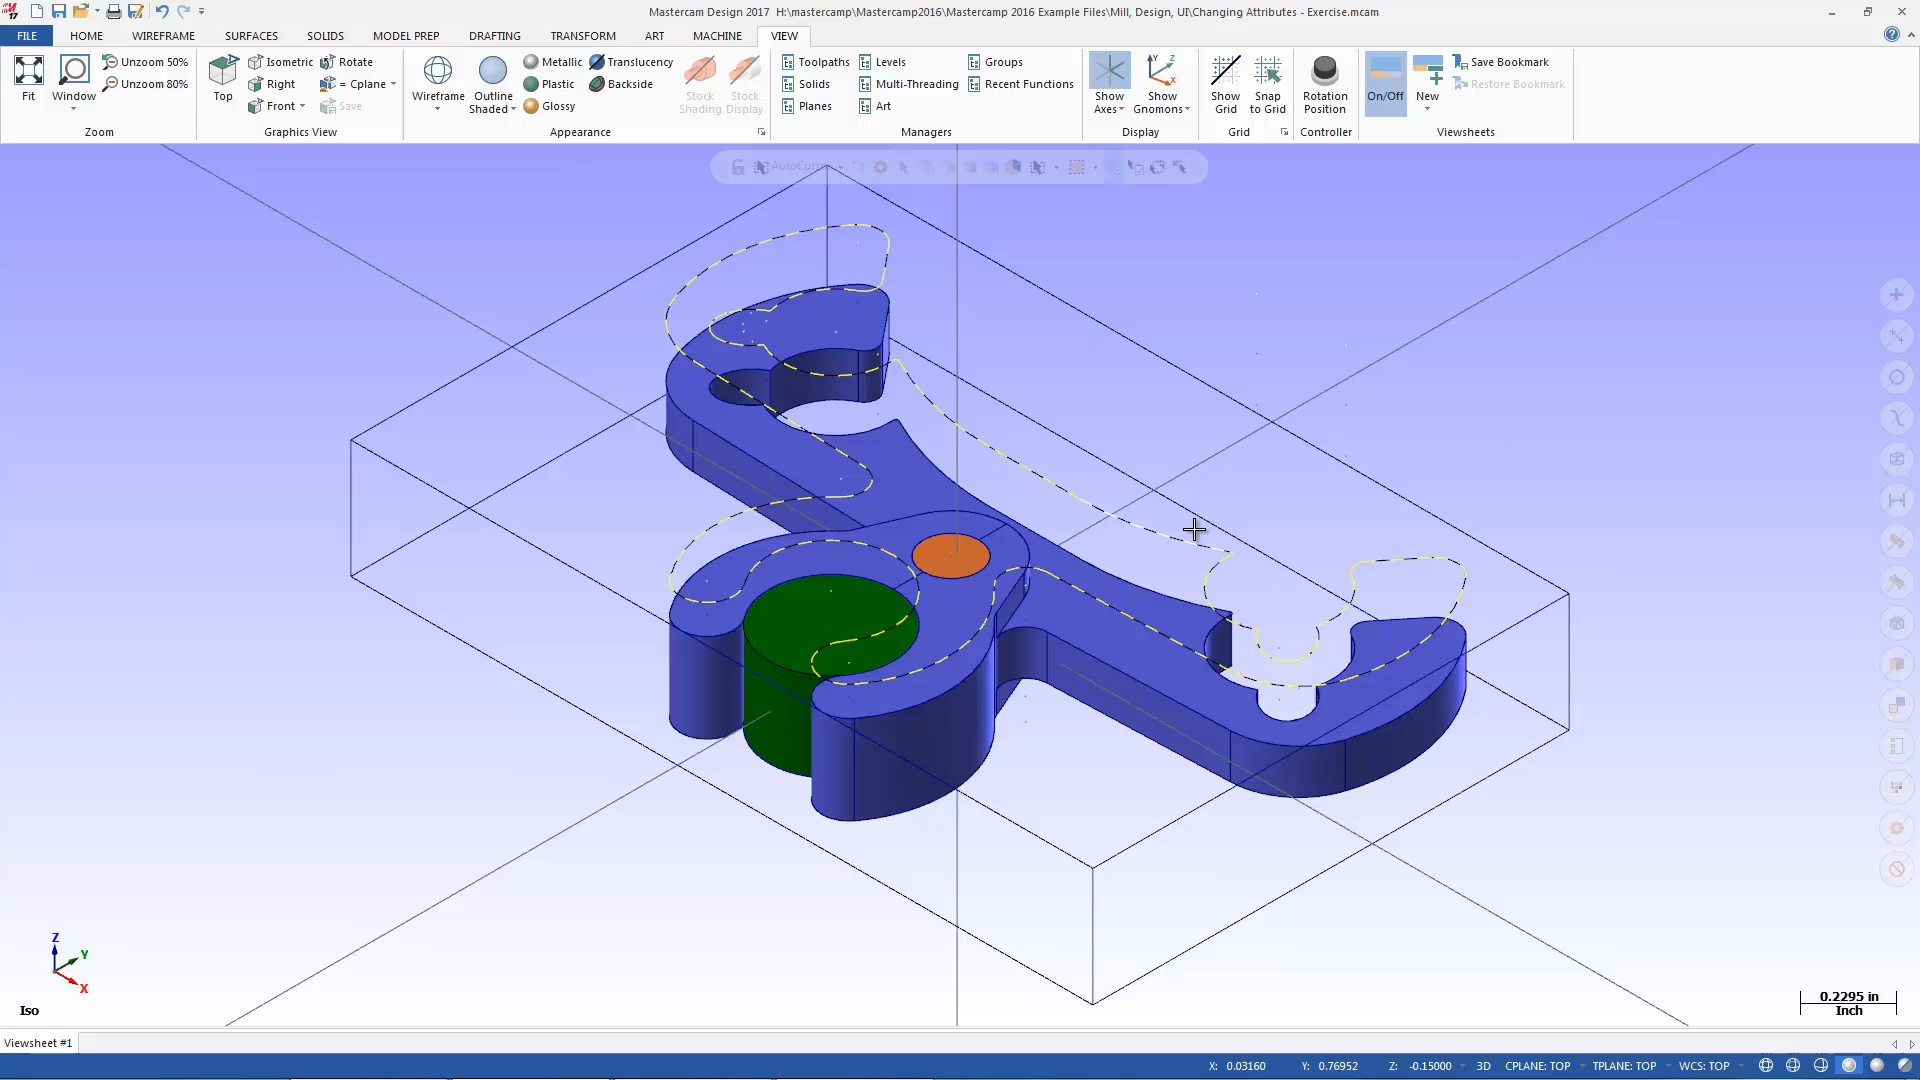 17
Mastercam Design 2017 H:\mastercamp\Mastercamp2016\Mastercamp 2016 Example Files\Mill, Design, UI\Changing Attributes - Exercise.mcam
FILE HOME WIREFRAME SURFACES SOLIDS MODEL PREP DRAFTING TRANSFORM ART MACHINE VIEW
Fit
Window
Unzoom 50%
Unzoom 80%
Zoom
Top
Isometric
Right
Front
Rotate
= Cplane
Save
Graphics View
Wireframe
Outline
Shaded
Metallic
Plastic
Glossy
Translucency
Backside
Stock
Shading
Stock
Display
Appearance
Toolpaths
Solids
Planes
Levels
Multi-Threading
Art
Groups
Recent Functions
Managers
Show
Axes
Show
Gnomons
Display
Show
Grid
Snap
to Grid
Grid
Rotation
Position
Controller
On/Off
New
Save Bookmark
Restore Bookmark
Viewsheets
AutoCursor
Z
Y
X
Iso
0.2295 in
Inch
Viewsheet #1
X: 0.03160 Y: 0.76952 Z: -0.15000 3D CPLANE: TOP TPLANE: TOP WCS: TOP